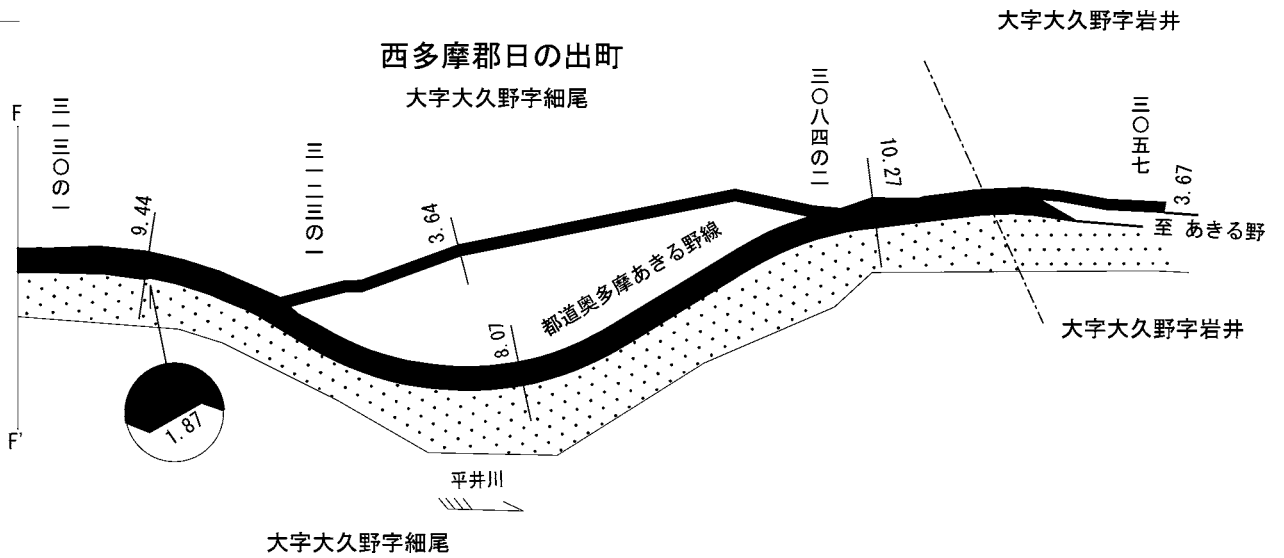 大字大久野字岩井
西多摩郡日の出町
大字大久野字細尾
F
三一三〇の一
三一二三の一
三〇八四の二
三〇五七
9.44
3.64
10.27
3.67
至 あきる野
都道奥多摩あきる野線
8.07
大字大久野字岩井
1.87
F'
平井川
大字大久野字細尾